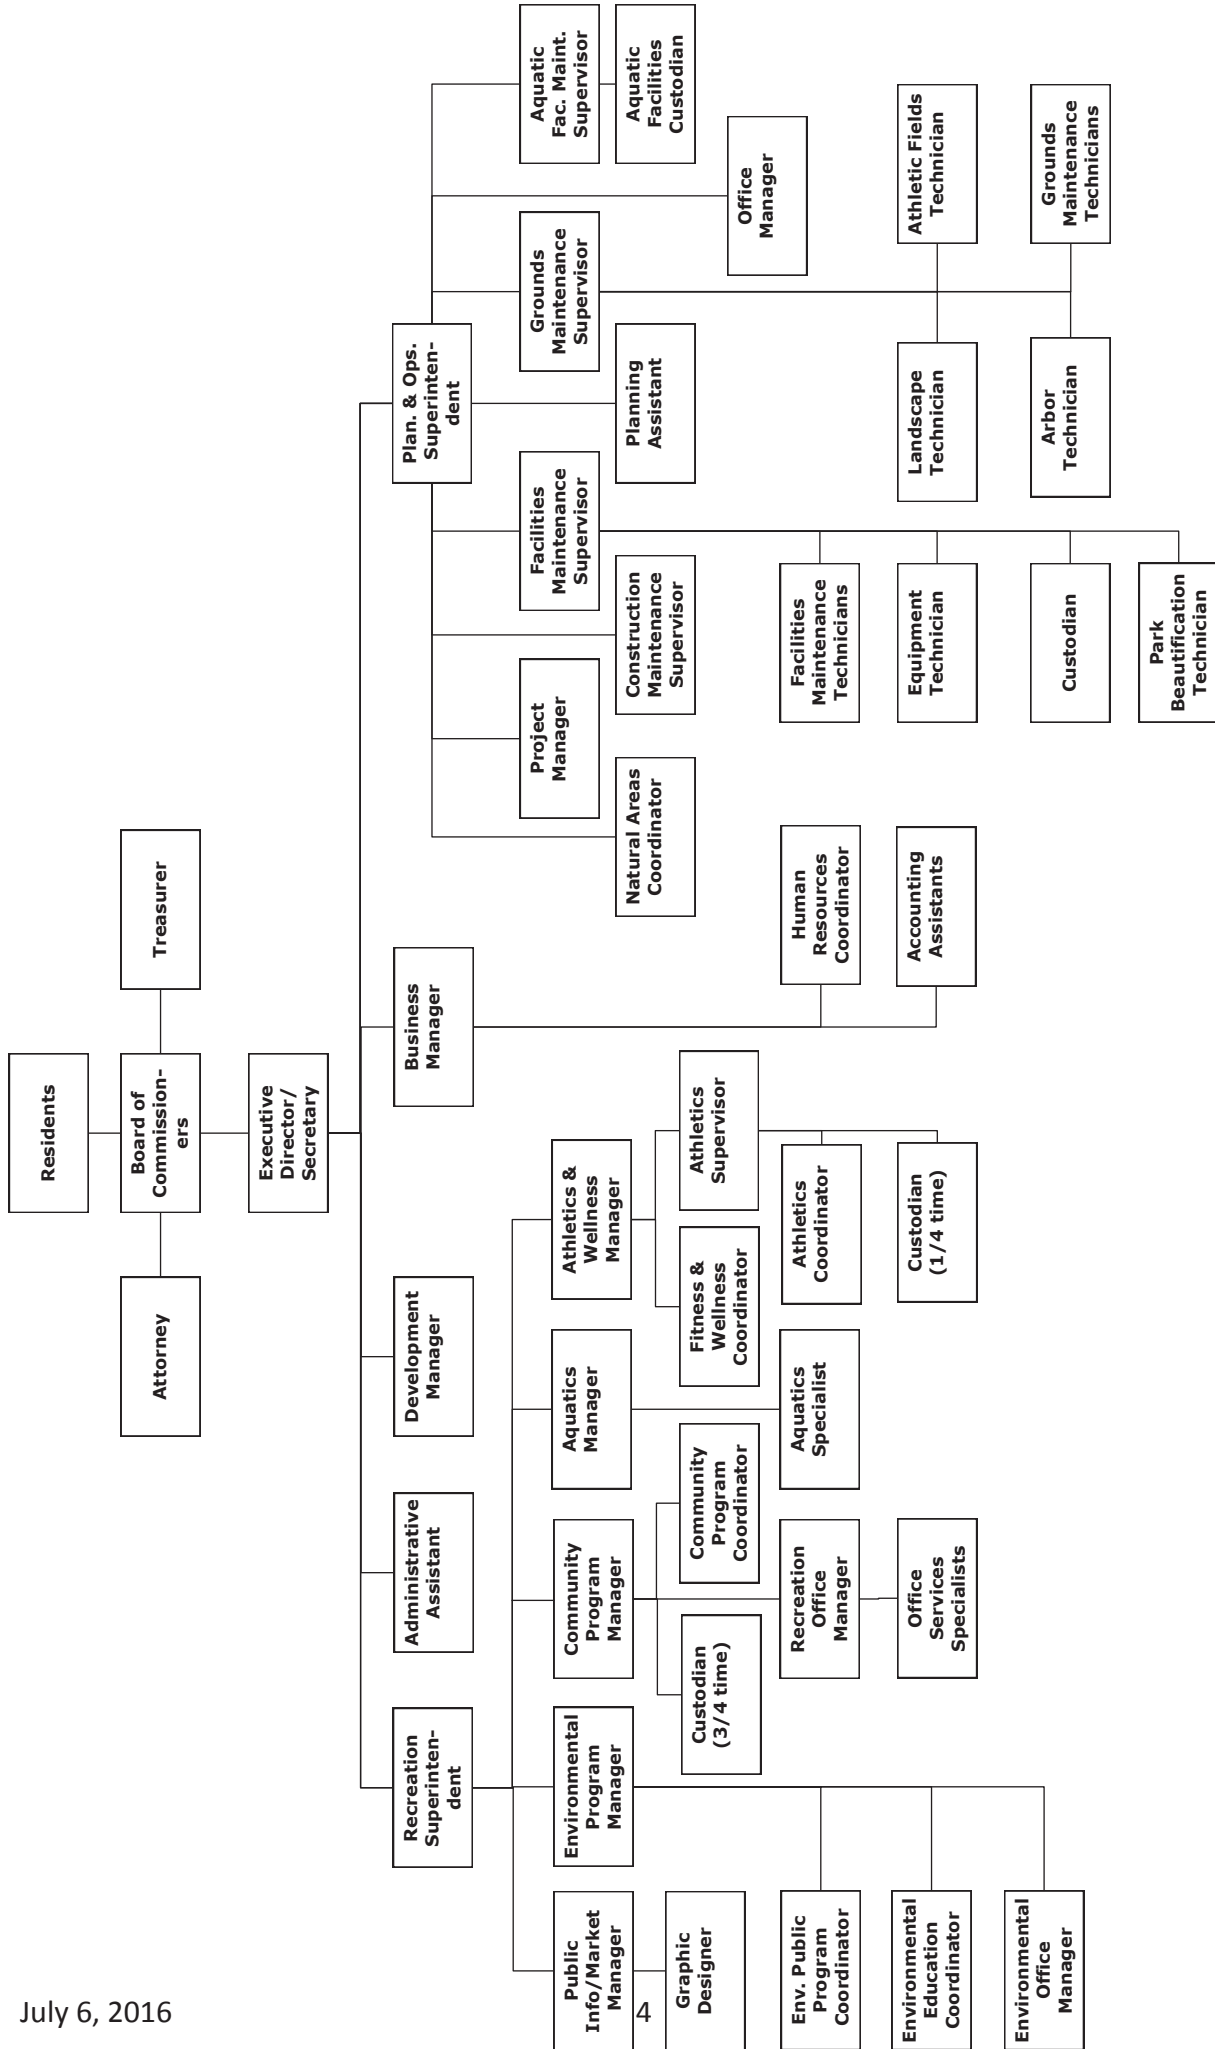 Residents
Attorney
Board of
Commission-
ers
Treasurer
Executive
Director/
Secretary
Recreation
Superinten-
dent
Administrative
Assistant
Development
Manager
Business
Manager
Plan. & Ops.
Superinten-
dent
Public
Info/Market
Manager
Graphic
Designer
Environmental
Program
Manager
Env. Public
Program
Coordinator
Environmental
Education
Coordinator
Environmental
Office
Manager
Community
Program
Manager
Custodian
(3/4 time)
Community
Program
Coordinator
Recreation
Office
Manager
Office
Services
Specialists
Aquatics
Manager
Aquatics
Specialist
Athletics &
Wellness
Manager
Fitness &
Wellness
Coordinator
Athletics
Supervisor
Athletics
Coordinator
Custodian
(1/4 time)
Human
Resources
Coordinator
Accounting
Assistants
Natural Areas
Coordinator
Project
Manager
Construction
Maintenance
Supervisor
Facilities
Maintenance
Supervisor
Facilities
Maintenance
Technicians
Equipment
Technician
Custodian
Park
Beautification
Technician
Planning
Assistant
Grounds
Maintenance
Supervisor
Landscape
Technician
Athletic Fields
Technician
Arbor
Technician
Grounds
Maintenance
Technicians
Office
Manager
Aquatic
Fac. Maint.
Supervisor
Aquatic
Facilities
Custodian
July 6, 2016
4